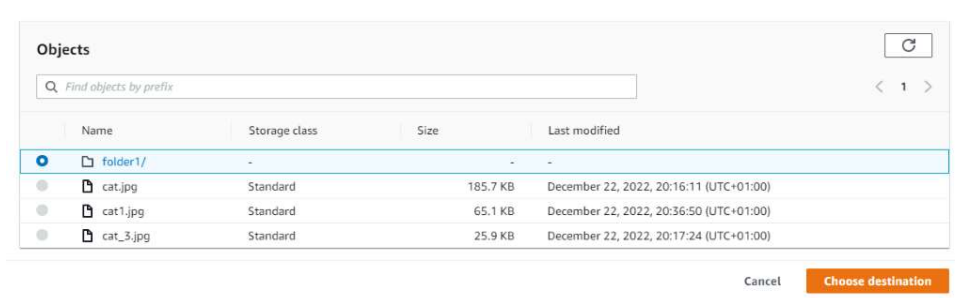 Objects
Find objects by prefix
1
Name Storage class Size Last modified
folder1/ - - -
cat.jpg Standard 185.7 KB December 22, 2022, 20:16:11 (UTC+01:00)
cat1.jpg Standard 65.1 KB December 22, 2022, 20:36:50 (UTC+01:00)
cat_3.jpg Standard 25.9 KB December 22, 2022, 20:17:24 (UTC+01:00)
Cancel Choose destination